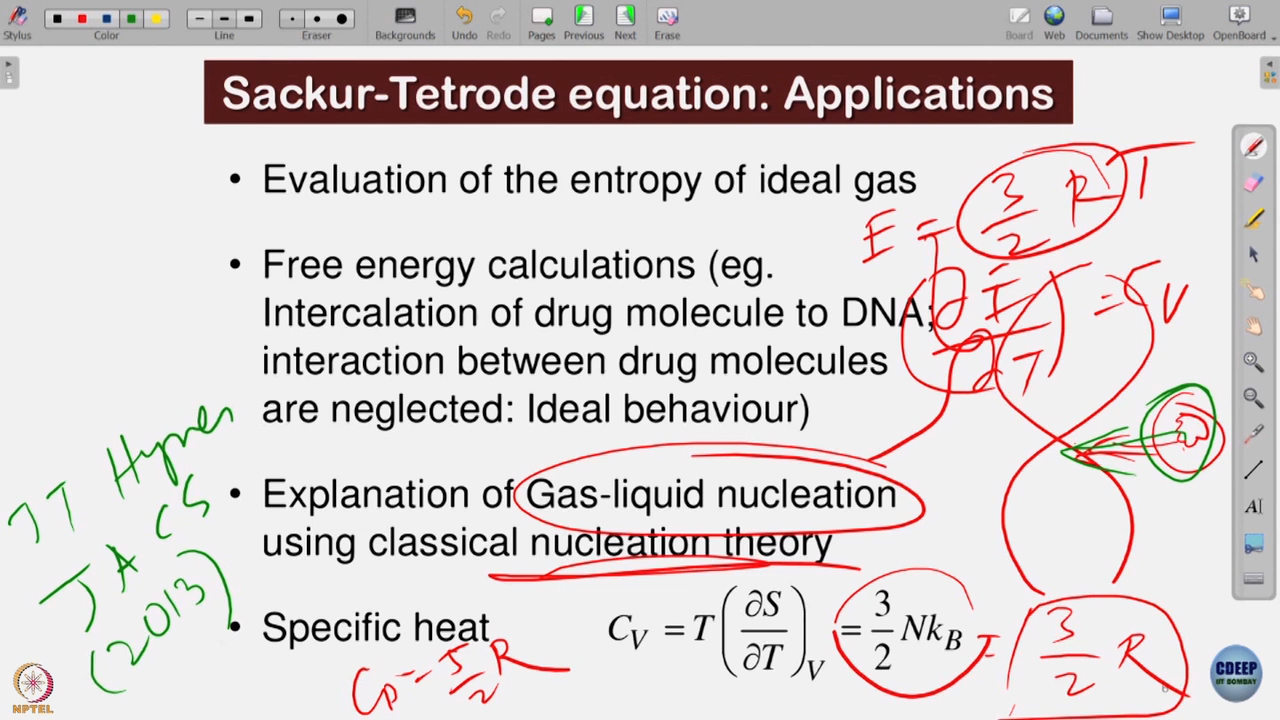 Stylus
Color
Line
Eraser
Backgrounds
Undo
Redo
Pages
Previous
Next
Erase
Board
Web
Documents
Show Desktop
OpenBoard
Sackur-Tetrode equation: Applications
• Evaluation of the entropy of ideal gas
3/2 R T
E =
• Free energy calculations (eg.
Intercalation of drug molecule to DNA;
(∂E/∂T) = C_V
interaction between drug molecules
are neglected: Ideal behaviour)
JT Hynes
JACS
(2013)
• Explanation of Gas-liquid nucleation
using classical nucleation theory
• Specific heat C_V = T (∂S/∂T)_V = 3/2 Nk_B = 3/2 R
C_p = 5/2 R
NPTEL
CDEEP
IIT BOMBAY